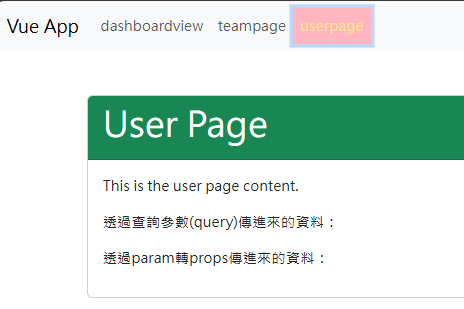 Vue App dashboardview teampage userpage
User Page
This is the user page content.
透過查詢參數(query)傳進來的資料：
透過param轉props傳進來的資料：